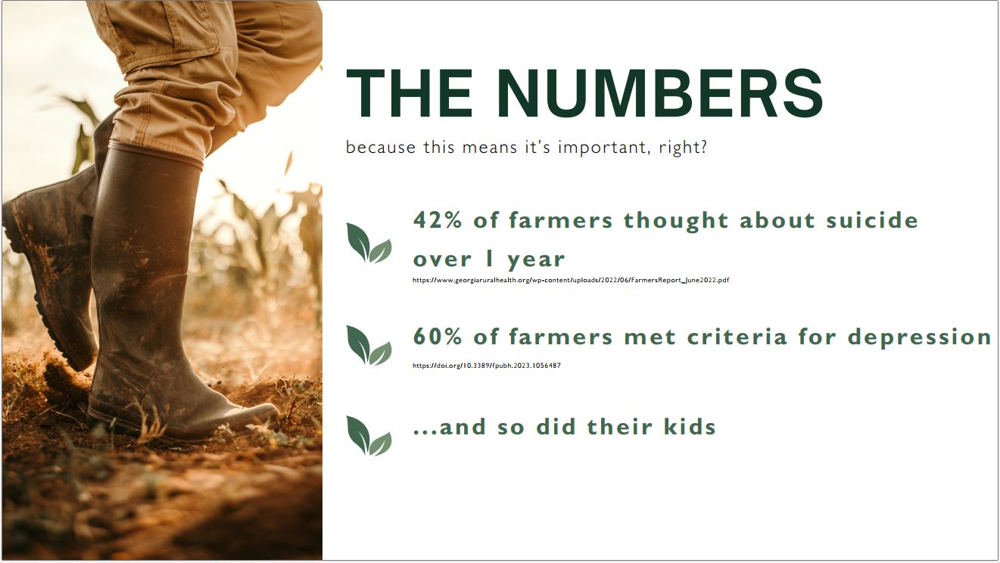 THE NUMBERS
because this means it's important, right?
42% of farmers thought about suicide
over 1 year
https://www.georgiaruralhealth.org/wp-content/uploads/2022/06/FarmersReport_June2022.pdf
60% of farmers met criteria for depression
https://doi.org/10.3389/fpubh.2023.1056487
...and so did their kids